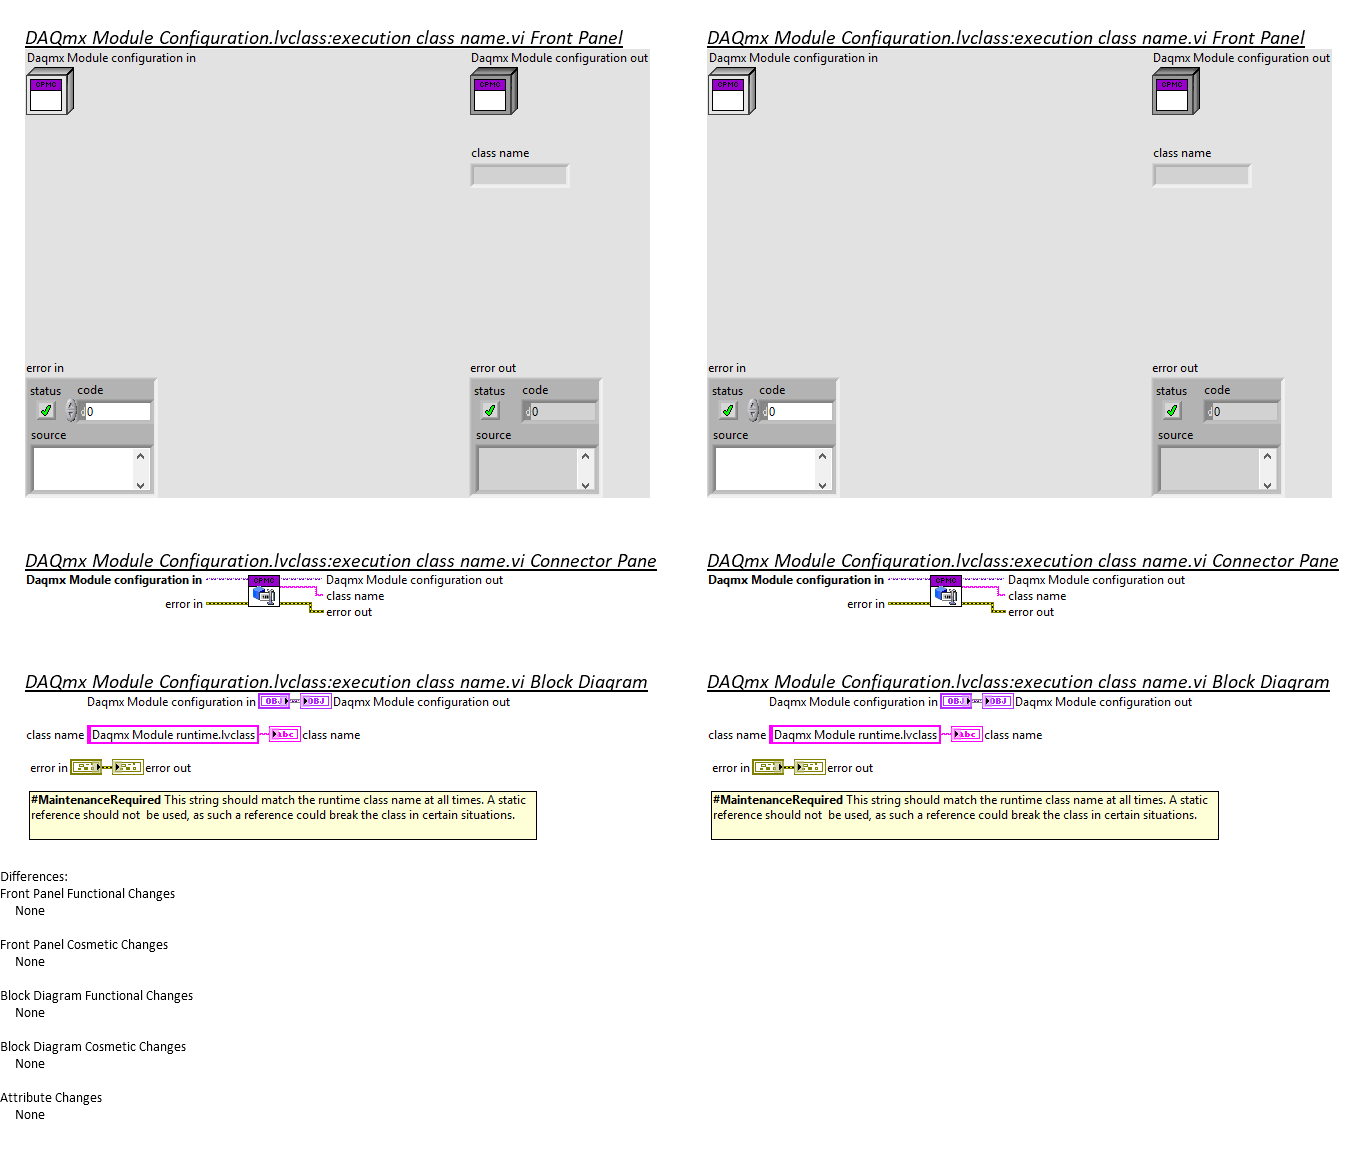 DAQmx Module Configuration.lvclass:execution class name.vi Front Panel
Daqmx Module configuration in
Daqmx Module configuration out
CPMC
CPMC
class name
error in
error out
status code
status code
d 0
d 0
source
source
DAQmx Module Configuration.lvclass:execution class name.vi Front Panel
Daqmx Module configuration in
Daqmx Module configuration out
CPMC
CPMC
class name
error in
error out
status code
status code
d 0
d 0
source
source
DAQmx Module Configuration.lvclass:execution class name.vi Connector Pane
Daqmx Module configuration in
CPMC
Daqmx Module configuration out
class name
error in
error out
DAQmx Module Configuration.lvclass:execution class name.vi Connector Pane
Daqmx Module configuration in
CPMC
Daqmx Module configuration out
class name
error in
error out
DAQmx Module Configuration.lvclass:execution class name.vi Block Diagram
Daqmx Module configuration in OBJ OBJ Daqmx Module configuration out
class name Daqmx Module runtime.lvclass abc class name
error in error out
#MaintenanceRequired This string should match the runtime class name at all times. A static
reference should not  be used, as such a reference could break the class in certain situations.
DAQmx Module Configuration.lvclass:execution class name.vi Block Diagram
Daqmx Module configuration in OBJ OBJ Daqmx Module configuration out
class name Daqmx Module runtime.lvclass abc class name
error in error out
#MaintenanceRequired This string should match the runtime class name at all times. A static
reference should not  be used, as such a reference could break the class in certain situations.
Differences:
Front Panel Functional Changes
None
Front Panel Cosmetic Changes
None
Block Diagram Functional Changes
None
Block Diagram Cosmetic Changes
None
Attribute Changes
None